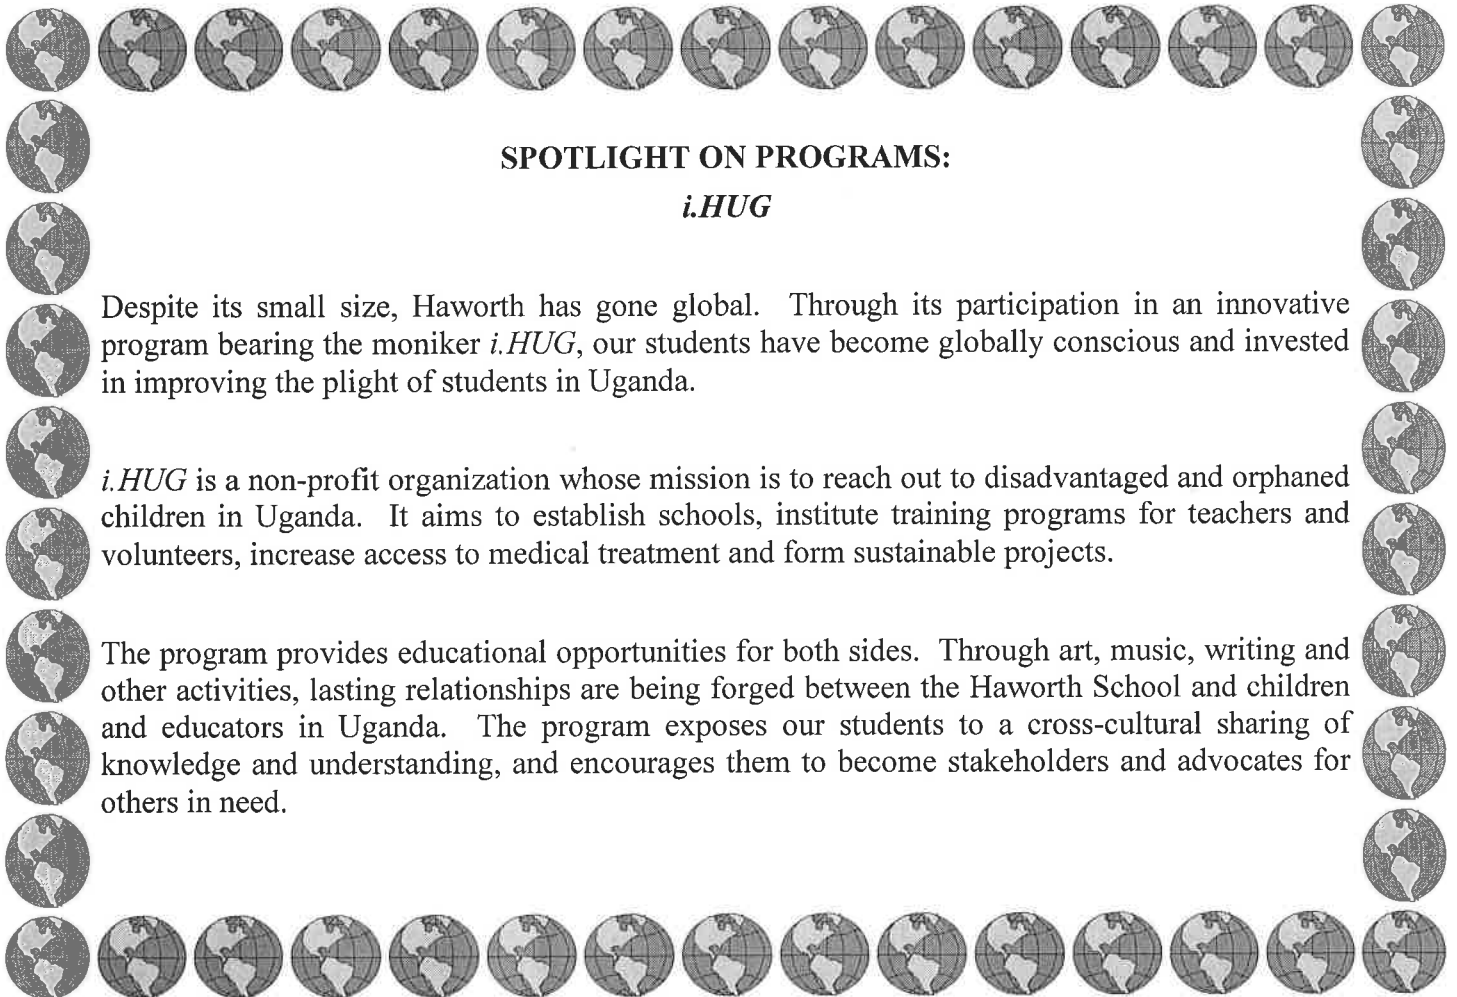 SPOTLIGHT ON PROGRAMS:
i.HUG
Despite its small size, Haworth has gone global. Through its participation in an innovative
program bearing the moniker i.HUG, our students have become globally conscious and invested
in improving the plight of students in Uganda.
i.HUG is a non-profit organization whose mission is to reach out to disadvantaged and orphaned
children in Uganda. It aims to establish schools, institute training programs for teachers and
volunteers, increase access to medical treatment and form sustainable projects.
The program provides educational opportunities for both sides. Through art, music, writing and
other activities, lasting relationships are being forged between the Haworth School and children
and educators in Uganda. The program exposes our students to a cross-cultural sharing of
knowledge and understanding, and encourages them to become stakeholders and advocates for
others in need.